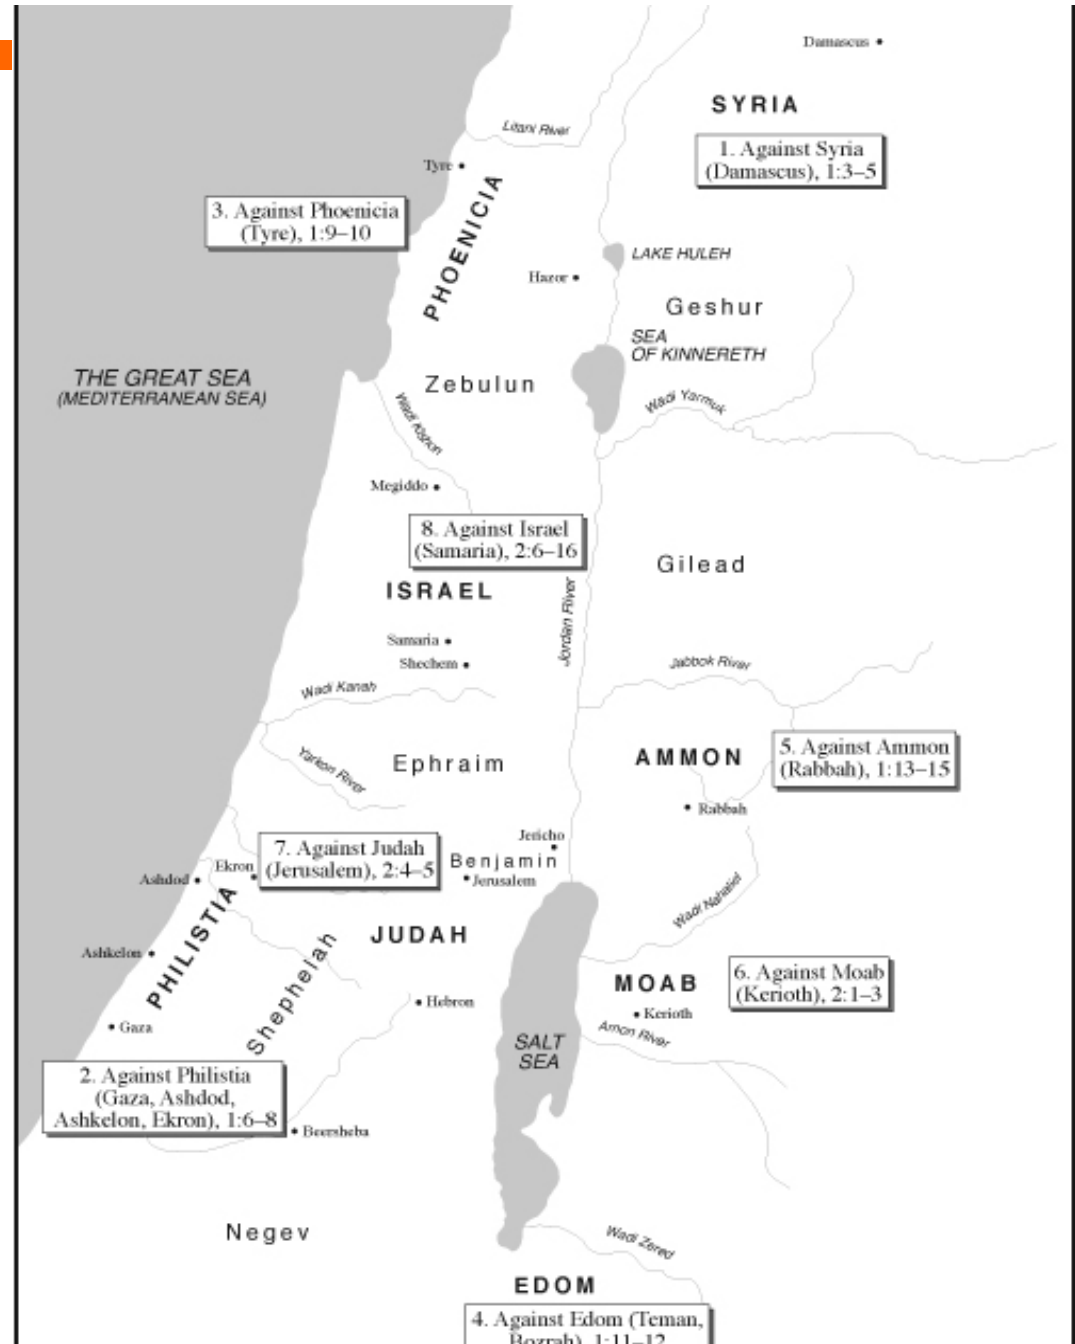 Damascus
SYRIA
1. Against Syria
(Damascus), 1:3–5
Litani River
Tyre
PHOENICIA
3. Against Phoenicia
(Tyre), 1:9–10
LAKE HULEH
Hazor
Geshur
SEA
OF KINNERETH
THE GREAT SEA
(MEDITERRANEAN SEA)
Zebulun
Wadi Yarmuk
Wadi Kishon
Megiddo
8. Against Israel
(Samaria), 2:6–16
Gilead
ISRAEL
Jordan River
Samaria
Shechem
Jabbok River
Wadi Kanah
AMMON
5. Against Ammon
(Rabbah), 1:13–15
Ephraim
Yarkon River
Rabbah
Jericho
7. Against Judah
(Jerusalem), 2:4–5
Benjamin
Ekron
Ashdod
Jerusalem
Wadi Nahaliel
PHILISTIA
JUDAH
Ashkelon
Shephelah
MOAB
6. Against Moab
(Kerioth), 2:1–3
Hebron
Kerioth
Gaza
Arnon River
SALT
SEA
2. Against Philistia
(Gaza, Ashdod,
Ashkelon, Ekron), 1:6–8
Beersheba
Negev
Wadi Zered
EDOM
4. Against Edom (Teman,
Bozrah), 1:11–12